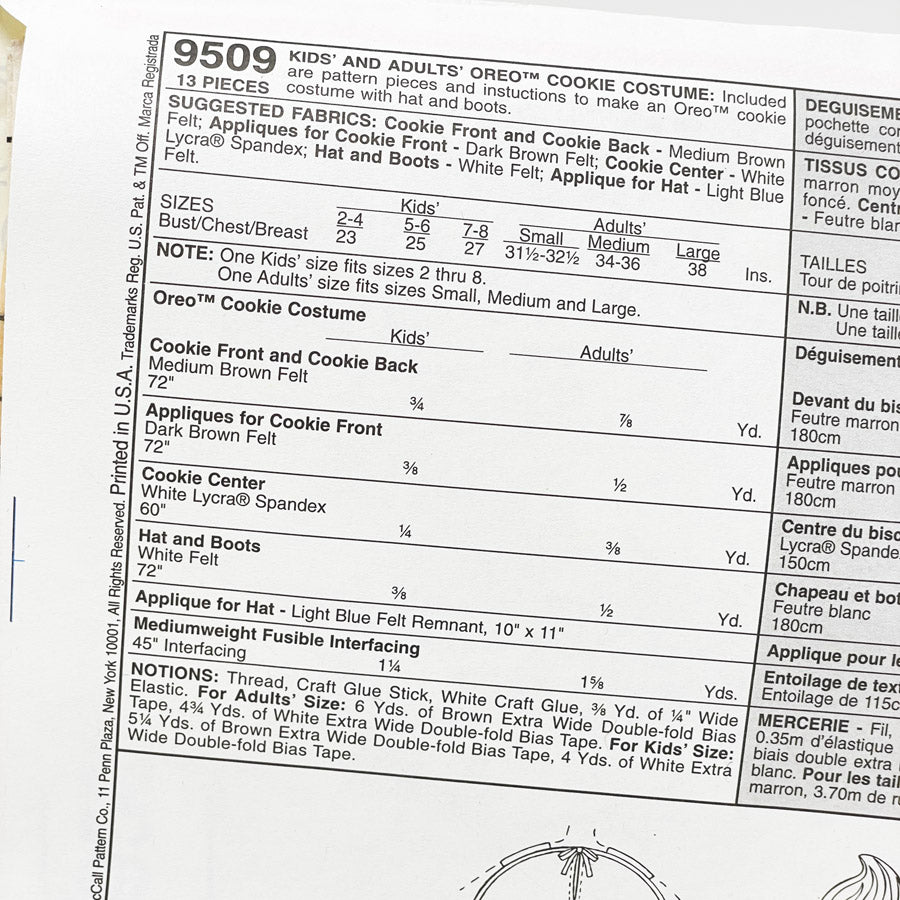 9509
13 PIECES
KIDS' AND ADULTS' OREO™ COOKIE COSTUME: Included
are pattern pieces and instuctions to make an Oreo™ cookie
costume with hat and boots.
SUGGESTED FABRICS: Cookie Front and Cookie Back - Medium Brown
Felt; Appliques for Cookie Front - Dark Brown Felt; Cookie Center - White
Lycra® Spandex; Hat and Boots - White Felt; Applique for Hat - Light Blue
Felt.
Kids' Adults'
SIZES 2-4 5-6 7-8 Small Medium Large
Bust/Chest/Breast 23 25 27 31½-32½ 34-36 38 Ins.
NOTE: One Kids' size fits sizes 2 thru 8.
One Adults' size fits sizes Small, Medium and Large.
Oreo™ Cookie Costume
Kids' Adults'
Cookie Front and Cookie Back
Medium Brown Felt
72" ¾ ⅞ Yd.
Appliques for Cookie Front
Dark Brown Felt
72" ⅜ ½ Yd.
Cookie Center
White Lycra® Spandex
60" ¼ ⅜ Yd.
Hat and Boots
White Felt
72" ⅜ ½ Yd.
Applique for Hat - Light Blue Felt Remnant, 10" x 11"
Mediumweight Fusible Interfacing
45" Interfacing 1¼ 1⅝ Yds.
NOTIONS: Thread, Craft Glue Stick, White Craft Glue, ⅜ Yd. of ¼" Wide
Elastic. For Adults' Size: 6 Yds. of Brown Extra Wide Double-fold Bias
Tape, 4¾ Yds. of White Extra Wide Double-fold Bias Tape. For Kids' Size:
5¼ Yds. of Brown Extra Wide Double-fold Bias Tape, 4 Yds. of White Extra
Wide Double-fold Bias Tape.
DEGUISEME
pochette cor
déguisement
TISSUS CO
marron moy
foncé. Centr
- Feutre blan
TAILLES
Tour de poitri
N.B. Une taill
Une taille
Déguisement
Devant du bis
Feutre marron
180cm
Appliques pou
Feutre marron
180cm
Centre du bisc
Lycra® Spande
150cm
Chapeau et bot
Feutre blanc
180cm
Applique pour le
Entoilage de tex
Entoilage de 115c
MERCERIE - Fil,
0.35m d'élastique
biais double extra
blanc. Pour les tail
marron, 3.70m de ru
cCall Pattern Co., 11 Penn Plaza, New York 10001, All Rights Reserved. Printed in U.S.A. Trademarks Reg. U.S. Pat. & TM Off. Marca Registrada